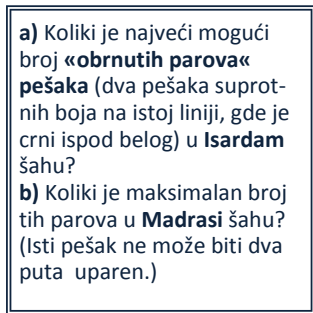 a) Koliki je najveći mogući
broj «obrnutih parova«
pešaka (dva pešaka suprot-
nih boja na istoj liniji, gde je
crni ispod belog) u Isardam
šahu?
b) Koliki je maksimalan broj
tih parova u Madrasi šahu?
(Isti pešak ne može biti dva
puta uparen.)